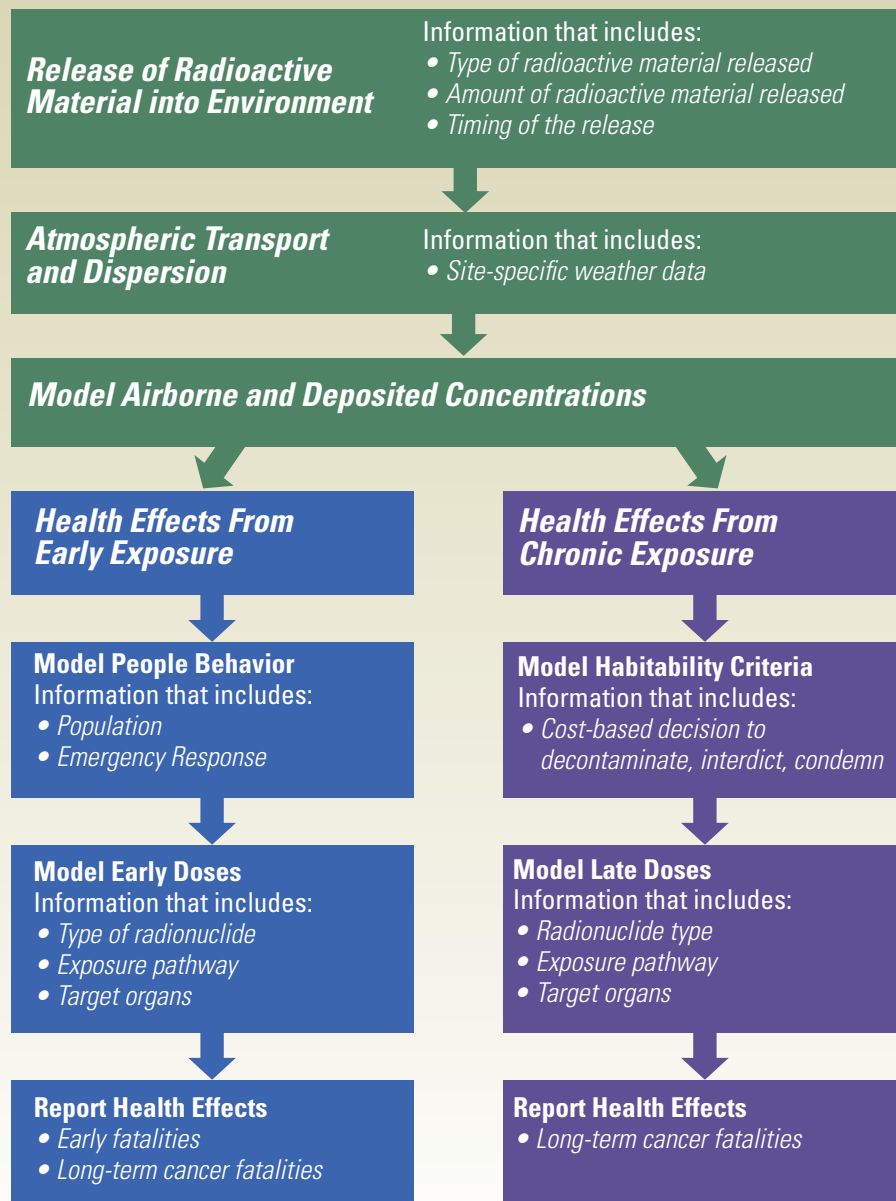 Release of Radioactive
Material into Environment
Information that includes:
• Type of radioactive material released
• Amount of radioactive material released
• Timing of the release
Atmospheric Transport
and Dispersion
Information that includes:
• Site-specific weather data
Model Airborne and Deposited Concentrations
Health Effects From
Early Exposure
Model People Behavior
Information that includes:
• Population
• Emergency Response
Model Early Doses
Information that includes:
• Type of radionuclide
• Exposure pathway
• Target organs
Report Health Effects
• Early fatalities
• Long-term cancer fatalities
Health Effects From
Chronic Exposure
Model Habitability Criteria
Information that includes:
• Cost-based decision to
decontaminate, interdict, condemn
Model Late Doses
Information that includes:
• Radionuclide type
• Exposure pathway
• Target organs
Report Health Effects
• Long-term cancer fatalities